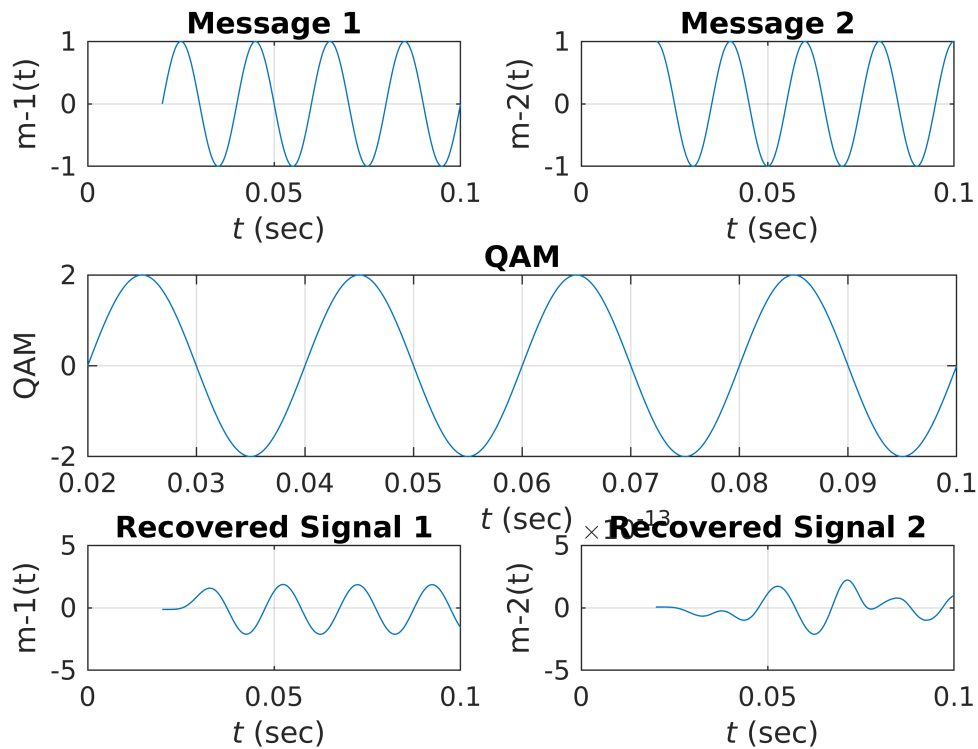 Message 1
Message 2
m-1(t)
1
0
-1
0
0.05
0.1
t (sec)
m-2(t)
1
0
-1
0
0.05
0.1
t (sec)
QAM
QAM
2
0
-2
0.02
0.03
0.04
0.05
0.06
0.07
0.08
0.09
0.1
t (sec)
Recovered Signal 1
×10-13
Recovered Signal 2
m-1(t)
5
0
-5
0
0.05
0.1
t (sec)
m-2(t)
5
0
-5
0
0.05
0.1
t (sec)